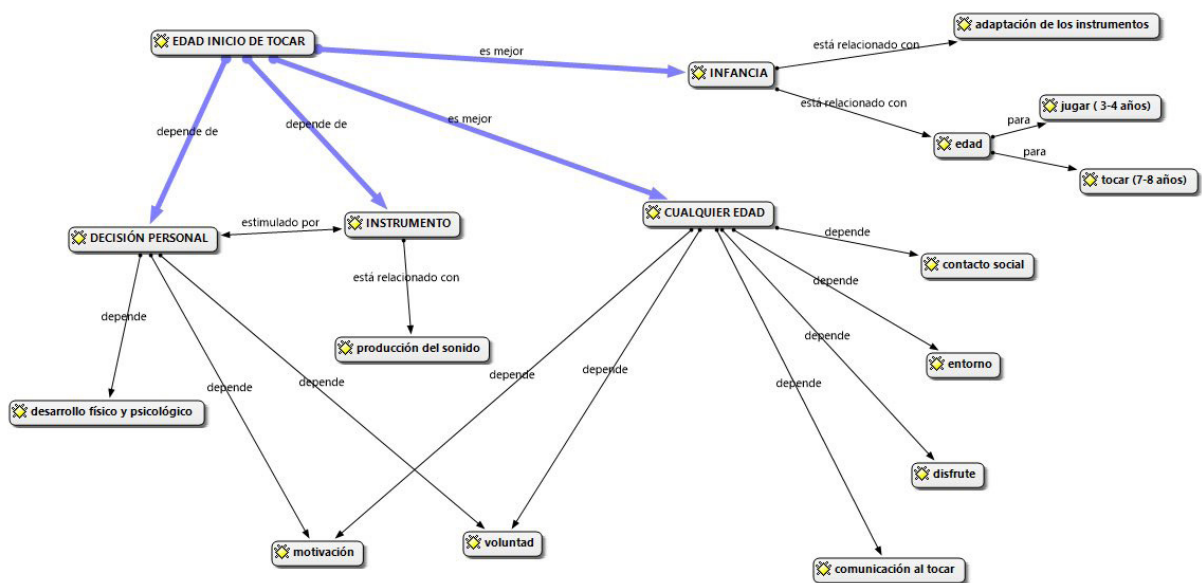 adaptación de los instrumentos
EDAD INICIO DE TOCAR
está relacionado con
es mejor
INFANCIA
está relacionado con
jugar ( 3-4 años)
para
es mejor
depende de
depende de
edad
para
tocar (7-8 años)
CUALQUIER EDAD
estimulado por
INSTRUMENTO
DECISIÓN PERSONAL
depende
contacto social
está relacionado con
depende
depende
producción del sonido
depende
entorno
depende
depende
depende
depende
depende
desarrollo físico y psicológico
disfrute
motivación
voluntad
comunicación al tocar